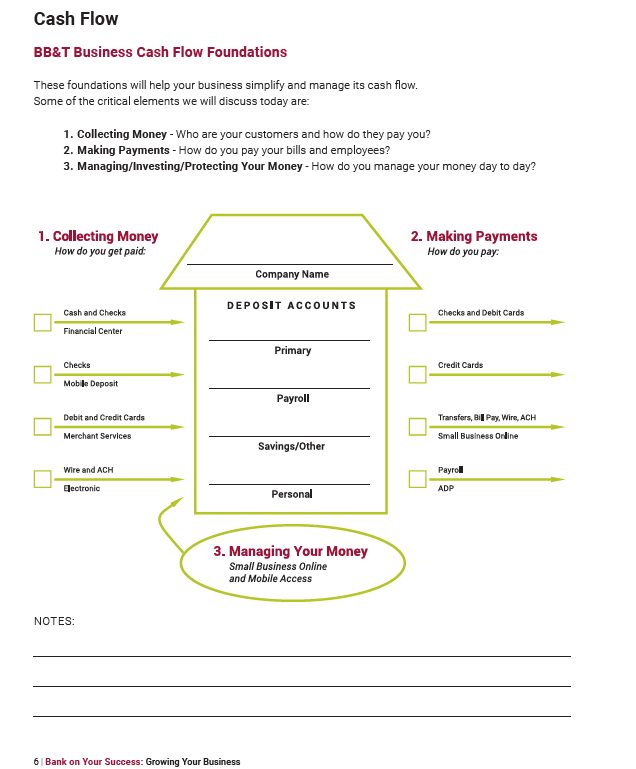 Cash Flow
BB&T Business Cash Flow Foundations
These foundations will help your business simplify and manage its cash flow.
Some of the critical elements we will discuss today are:
1. Collecting Money - Who are your customers and how do they pay you?
2. Making Payments - How do you pay your bills and employees?
3. Managing/Investing/Protecting Your Money - How do you manage your money day to day?
1. Collecting Money
How do you get paid:
Cash and Checks
Financial Center
Checks
Mobile Deposit
Debit and Credit Cards
Merchant Services
Wire and ACH
Electronic
Company Name
DEPOSIT ACCOUNTS
Primary
Payroll
Savings/Other
Personal
2. Making Payments
How do you pay:
Checks and Debit Cards
Credit Cards
Transfers, Bill Pay, Wire, ACH
Small Business Online
Payroll
ADP
3. Managing Your Money
Small Business Online
and Mobile Access
NOTES:
6 | Bank on Your Success: Growing Your Business